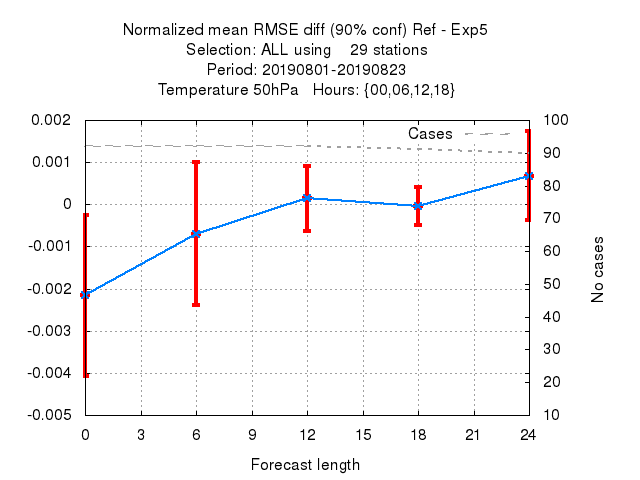 Normalized mean RMSE diff (90% conf) Ref - Exp5
Selection: ALL using    29 stations
Period: 20190801-20190823
Temperature 50hPa   Hours: {00,06,12,18}
Cases
0.002
0.001
0
-0.001
-0.002
-0.003
-0.004
-0.005
100
90
80
70
60
50
40
30
20
10
No cases
0 3 6 9 12 15 18 21 24
Forecast length